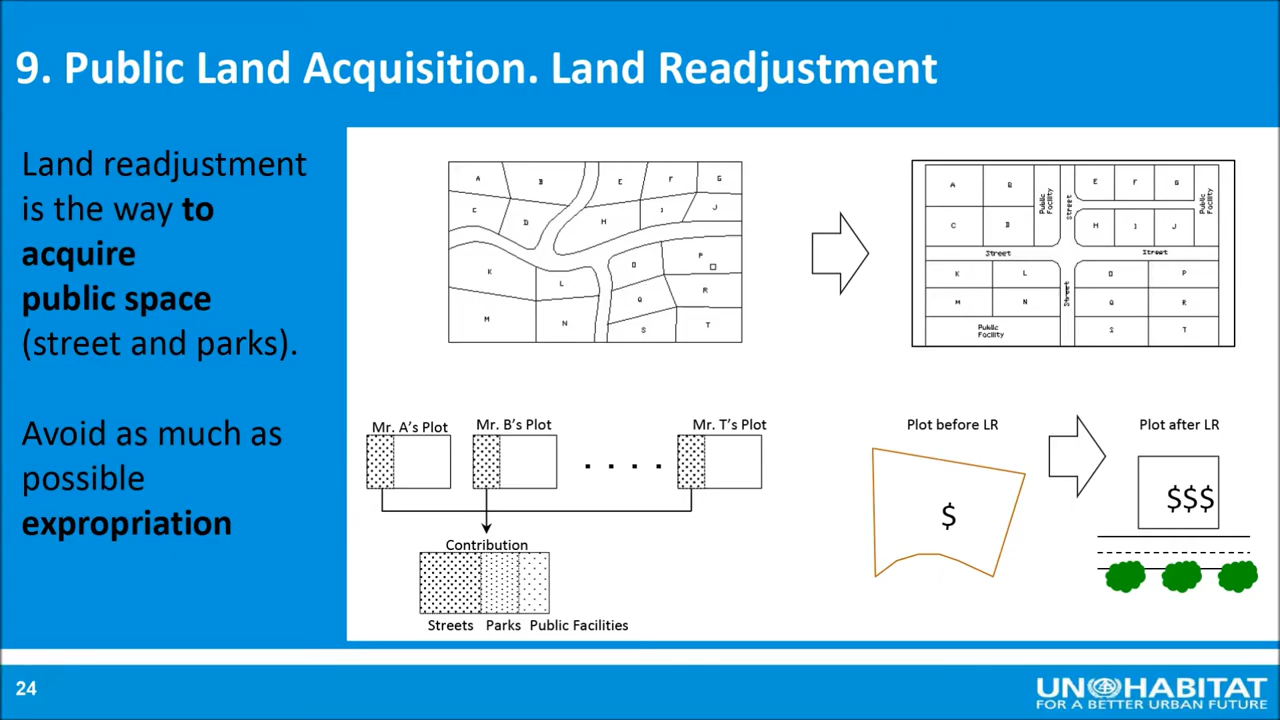 9. Public Land Acquisition. Land Readjustment
Land readjustment
is the way to
acquire
public space
(street and parks).
Avoid as much as
possible
expropriation
A B E F G
C D H I J
K L O P
M N Q R
S T
A B Public Facility Street E F G Public Facility
C B H I J
Street Street
K L O P
M N Street Q R
Public Facility S T
Mr. A's Plot Mr. B's Plot Mr. T's Plot
. . . .
Contribution
Streets Parks Public Facilities
Plot before LR Plot after LR
$ $$$
24
UN HABITAT
FOR A BETTER URBAN FUTURE